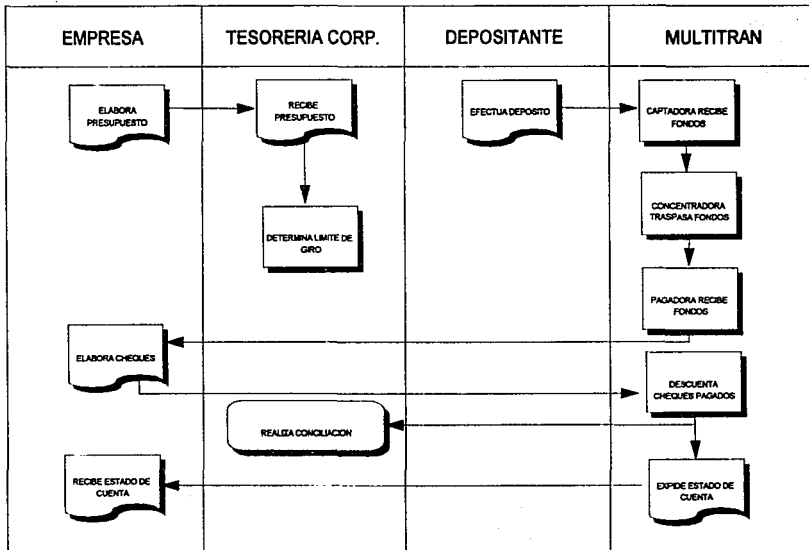 EMPRESA
TESORERIA CORP.
DEPOSITANTE
MULTITRAN
ELABORA
PRESUPUESTO
RECIBE
PRESUPUESTO
EFECTUA DEPOSITO
CAPTADORA RECIBE
FONDOS
CONCENTRADORA
TRASPASA FONDOS
DETERMINA LIMITE DE
GIRO
PAGADORA RECIBE
FONDOS
ELABORA CHEQUES
DESCUENTA
CHEQUES PAGADOS
REALIZA CONCILIACION
RECIBE ESTADO DE
CUENTA
EXPIDE ESTADO DE
CUENTA